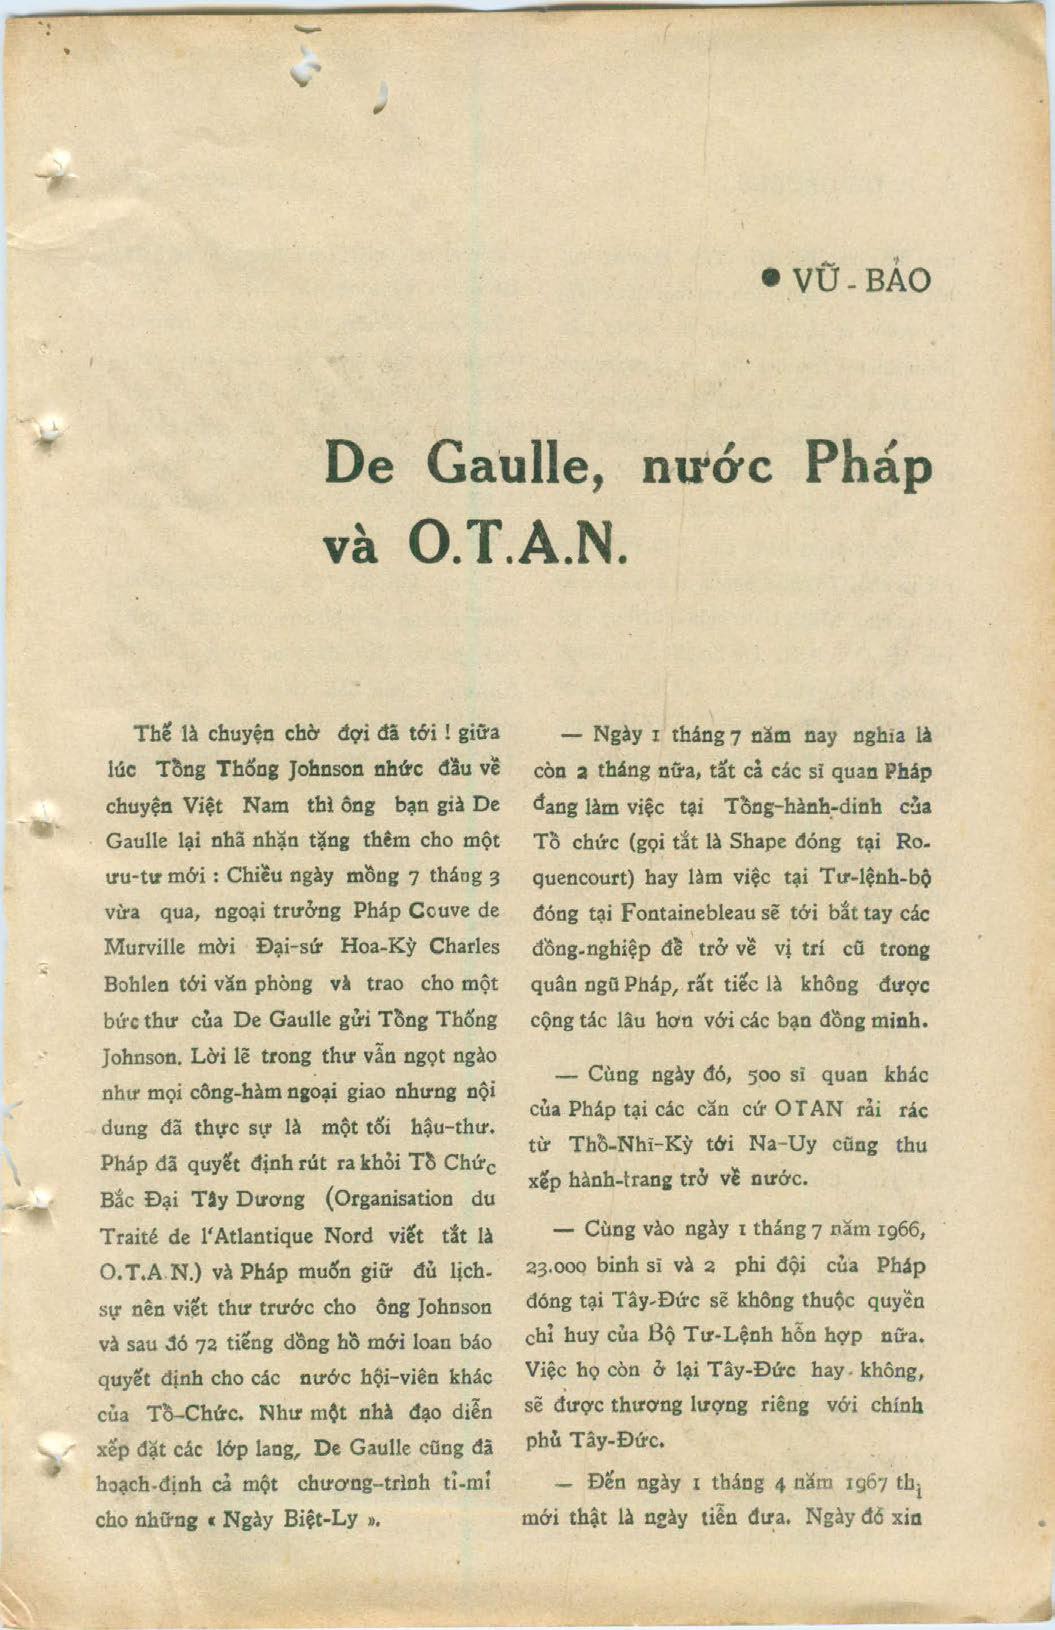 ● VŨ - BẢO
De Gaulle, nước Pháp
và O.T.A.N.
Thế là chuyện chờ đợi đã tới ! giữa
lúc Tổng Thống Johnson nhức đầu về
chuyện Việt Nam thì ông bạn già De
Gaulle lại nhã nhặn tặng thêm cho một
ưu-tư mới : Chiều ngày mồng 7 tháng 3
vừa qua, ngoại trưởng Pháp Couve de
Murville mời Đại-sứ Hoa-Kỳ Charles
Bohlen tới văn phòng và trao cho một
bức thư của De Gaulle gửi Tổng Thống
Johnson. Lời lẽ trong thư vẫn ngọt ngào
như mọi công-hàm ngoại giao nhưng nội
dung đã thực sự là một tối hậu-thư.
Pháp đã quyết định rút ra khỏi Tổ Chức
Bắc Đại Tây Dương (Organisation du
Traité de l'Atlantique Nord viết tắt là
O.T.A.N.) và Pháp muốn giữ đủ lịch-
sự nên viết thư trước cho ông Johnson
và sau đó 72 tiếng đồng hồ mới loan báo
quyết định cho các nước hội-viên khác
của Tổ-Chức. Như một nhà đạo diễn
xếp đặt các lớp lang, De Gaulle cũng đã
hoạch-định cả một chương-trình tỉ-mỉ
cho những « Ngày Biệt-Ly ».
— Ngày 1 tháng 7 năm nay nghĩa là
còn 2 tháng nữa, tất cả các sĩ quan Pháp
đang làm việc tại Tổng-hành-dinh của
Tổ chức (gọi tắt là Shape đóng tại Ro-
quencourt) hay làm việc tại Tư-lệnh-bộ
đóng tại Fontainebleau sẽ tới bắt tay các
đồng-nghiệp để trở về vị trí cũ trong
quân ngũ Pháp, rất tiếc là không được
cộng tác lâu hơn với các bạn đồng minh.
— Cùng ngày đó, 500 sĩ quan khác
của Pháp tại các căn cứ OTAN rải rác
từ Thổ-Nhĩ-Kỳ tới Na-Uy cũng thu
xếp hành-trang trở về nước.
— Cùng vào ngày 1 tháng 7 năm 1966,
23.000 binh sĩ và 2 phi đội của Pháp
đóng tại Tây-Đức sẽ không thuộc quyền
chỉ huy của Bộ Tư-Lệnh hỗn hợp nữa.
Việc họ còn ở lại Tây-Đức hay không,
sẽ được thương lượng riêng với chính
phủ Tây-Đức.
— Đến ngày 1 tháng 4 năm 1967 thì
mới thật là ngày tiễn đưa. Ngày đó xin